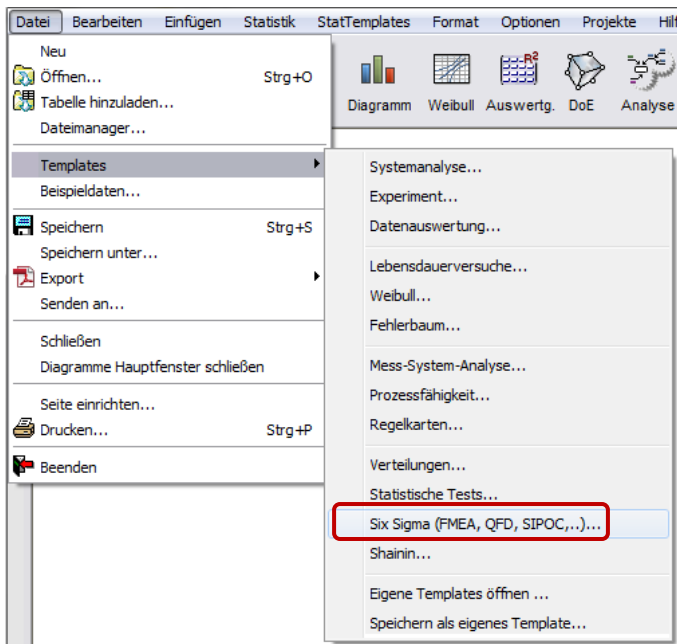 Datei Bearbeiten Einfügen Statistik StatTemplates Format Optionen Projekte
Neu
Öffnen... Strg+O
Tabelle hinzuladen...
Dateimanager...
Templates
Beispieldaten...
Speichern Strg+S
Speichern unter...
Export
Senden an...
Schließen
Diagramme Hauptfenster schließen
Seite einrichten...
Drucken... Strg+P
Beenden
R²
Diagramm Weibull Auswertg. DoE Analyse
Systemanalyse...
Experiment...
Datenauswertung...
Lebensdauerversuche...
Weibull...
Fehlerbaum...
Mess-System-Analyse...
Prozessfähigkeit...
Regelkarten...
Verteilungen...
Statistische Tests...
Six Sigma (FMEA, QFD, SIPOC,..)...
Shainin...
Eigene Templates öffnen ...
Speichern als eigenes Template...